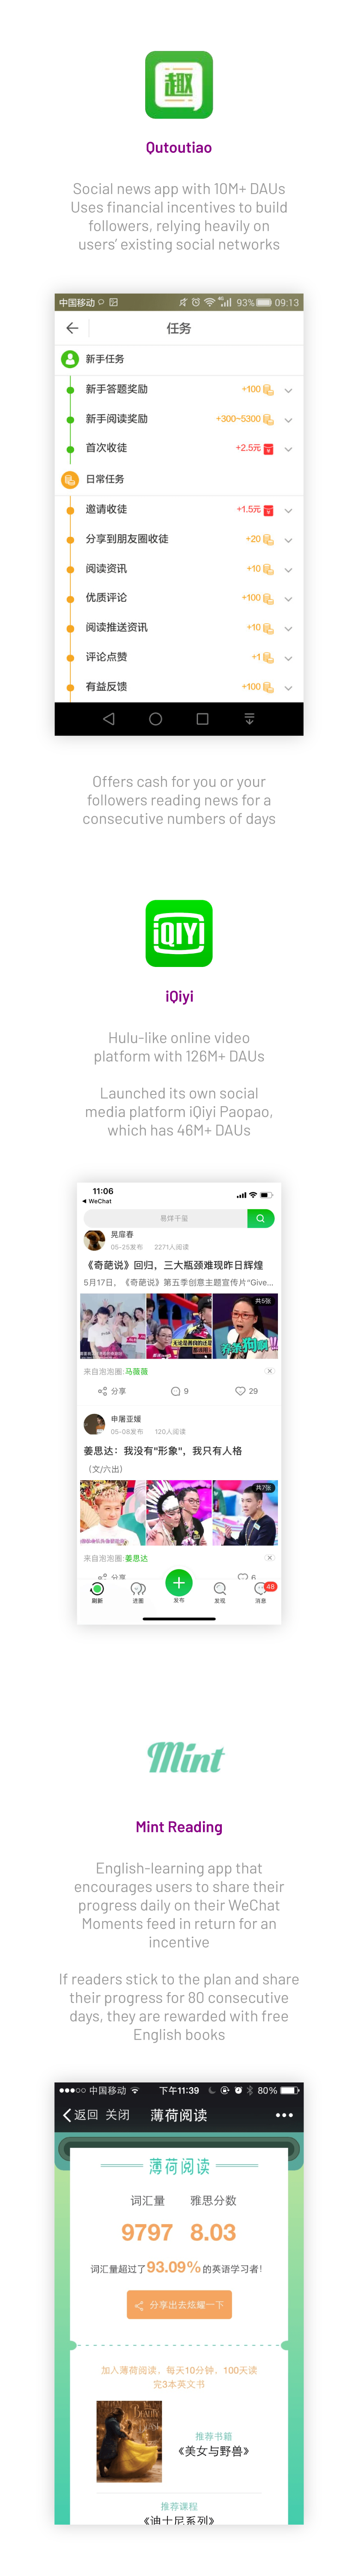 趣
Qutoutiao
Social news app with 10M+ DAUs
Uses financial incentives to build
followers, relying heavily on
users' existing social networks
中国移动 4G 93% 09:13
任务
新手任务
新手答题奖励 +100
新手阅读奖励 +300~5300
首次收徒 +2.5元
日常任务
邀请收徒 +1.5元
分享到朋友圈收徒 +20
阅读资讯 +10
优质评论 +100
阅读推送资讯 +10
评论点赞 +1
有益反馈 +100
Offers cash for you or your
followers reading news for a
consecutive numbers of days
iQIYI
iQiyi
Hulu-like online video
platform with 126M+ DAUs
Launched its own social
media platform iQiyi Paopao,
which has 46M+ DAUs
11:06
WeChat
易烊千玺
晃扉春
05-25发布 2271人阅读
《奇葩说》回归，三大瓶颈难现昨日辉煌
5月17日，《奇葩说》第五季创意主题宣传片“Give...
共5张
来自泡泡圈:马薇薇
分享 9 29
申屠亚媛
05-08发布 120人阅读
姜思达：我没有"形象"，我只有人格
（文/六出）
共7张
来自泡泡圈:姜思达
分享 6
48
刷新 进圈 发布 发现 消息
Mint
Mint Reading
English-learning app that
encourages users to share their
progress daily on their WeChat
Moments feed in return for an
incentive
If readers stick to the plan and share
their progress for 80 consecutive
days, they are rewarded with free
English books
中国移动 下午11:39 80%
返回 关闭 薄荷阅读
薄荷阅读
词汇量 雅思分数
9797 8.03
词汇量超过了93.09%的英语学习者!
分享出去炫耀一下
加入薄荷阅读，每天10分钟，100天读
完3本英文书
BEAUTY
BEAST
推荐书籍
《美女与野兽》
推荐课程
《迪士尼系列》